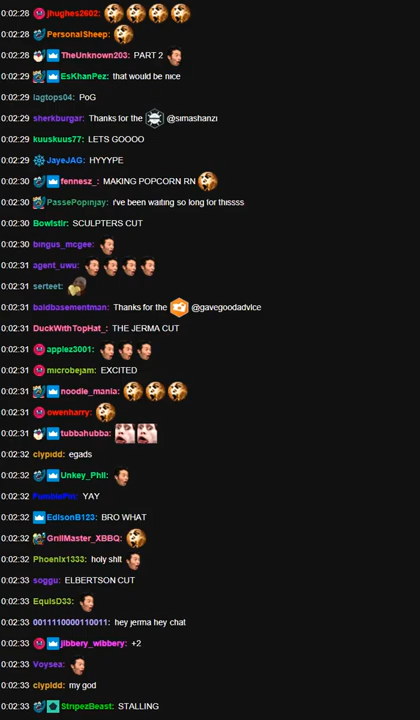 0:02:28 jhughes2602:
0:02:28 PersonalSheep:
0:02:28 TheUnknown203: PART 2
0:02:29 EsKhanPez: that would be nice
0:02:29 lagtops04: PoG
0:02:29 sherkburgar: Thanks for the @simashanzi
0:02:29 kuuskuus77: LETS GOOOO
0:02:29 JayeJAG: HYYYPE
0:02:30 fennesz_: MAKING POPCORN RN
0:02:30 PassePopinjay: i've been waiting so long for thissss
0:02:30 Bowlstir: SCULPTERS CUT
0:02:30 bingus_mcgee:
0:02:31 agent_uwu:
0:02:31 serteet:
0:02:31 baldbasementman: Thanks for the @gavegoodadvice
0:02:31 DuckWithTopHat_: THE JERMA CUT
0:02:31 applez3001:
0:02:31 microbejam: EXCITED
0:02:31 noodle_mania:
0:02:31 owenharry:
0:02:31 tubbahubba:
0:02:32 clypidd: egads
0:02:32 Unkey_Phil:
0:02:32 YAY
0:02:32 EdisonB123: BRO WHAT
0:02:32 GrillMaster_XBBQ:
0:02:32 Phoenix1333: holy shit
0:02:33 soggu: ELBERTSON CUT
0:02:33 EquisD33:
0:02:33 0011110000110011: hey jerma hey chat
0:02:33 jibbery_wibbery: +2
0:02:33 Voysea:
0:02:33 clypidd: my god
0:02:33 StripezBeast: STALLING